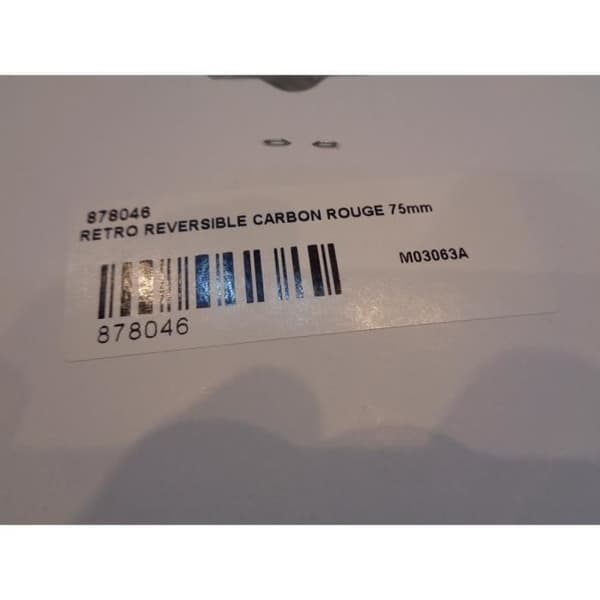 878046
RETRO REVERSIBLE CARBON ROUGE 75mm
M03063A
878046